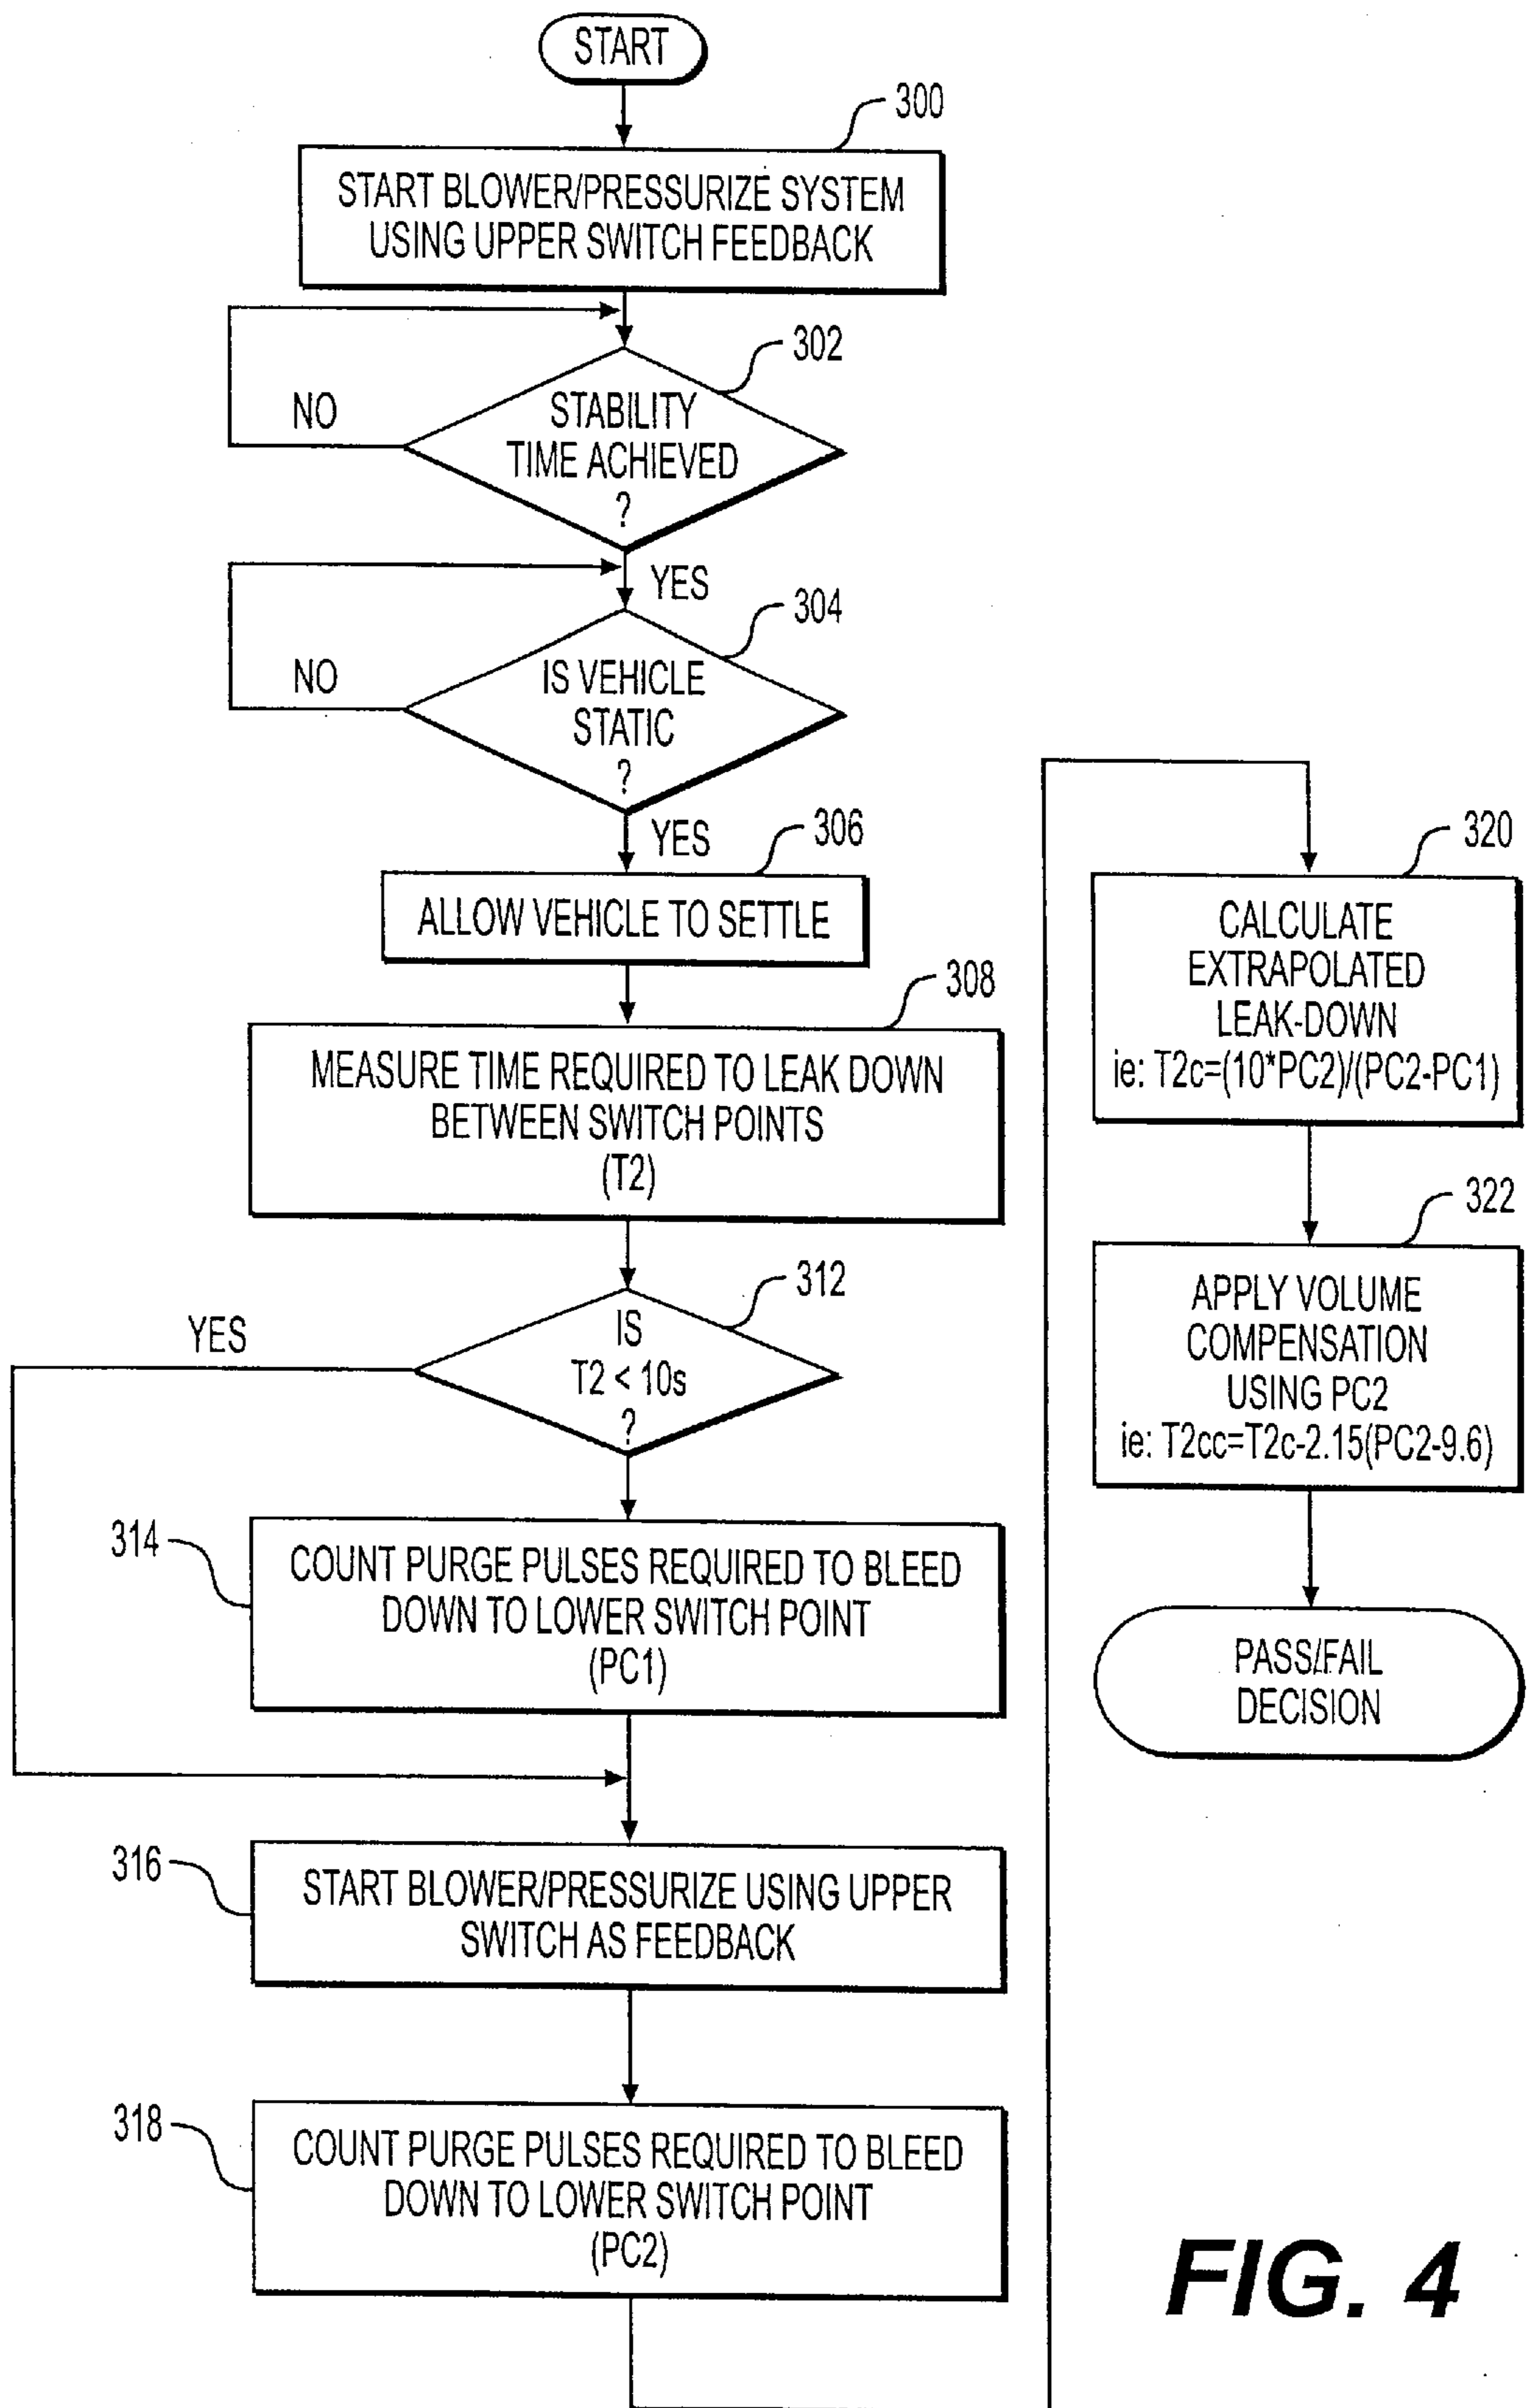 START
300
START BLOWER/PRESSURIZE SYSTEM
USING UPPER SWITCH FEEDBACK
302
STABILITY
TIME ACHIEVED
?
NO
YES
304
IS VEHICLE
STATIC
?
NO
YES
306
ALLOW VEHICLE TO SETTLE
308
MEASURE TIME REQUIRED TO LEAK DOWN
BETWEEN SWITCH POINTS
(T2)
312
IS
T2 < 10s
?
YES
314
COUNT PURGE PULSES REQUIRED TO BLEED
DOWN TO LOWER SWITCH POINT
(PC1)
316
START BLOWER/PRESSURIZE USING UPPER
SWITCH AS FEEDBACK
318
COUNT PURGE PULSES REQUIRED TO BLEED
DOWN TO LOWER SWITCH POINT
(PC2)
320
CALCULATE
EXTRAPOLATED
LEAK-DOWN
ie: T2c=(10*PC2)/(PC2-PC1)
322
APPLY VOLUME
COMPENSATION
USING PC2
ie: T2cc=T2c-2.15(PC2-9.6)
PASS/FAIL
DECISION
FIG. 4